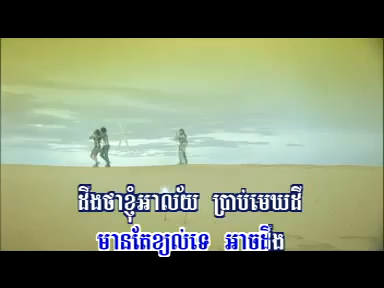 ដឹងថាខ្ញុំអាល័យ ប្រាប់មេឃដី
មានតែខ្យល់ទេ អាចដឹង